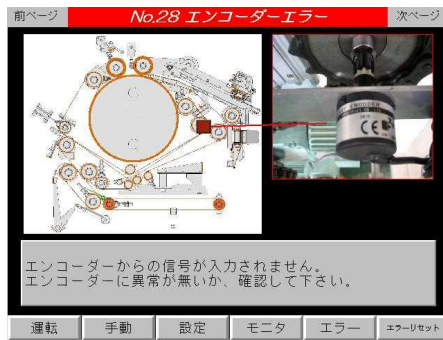 前ページ
No.28 エンコーダーエラー
次ページ
ENCODER
CE
エンコーダーからの信号が入力されません。
エンコーダーに異常が無いか、確認して下さい。
運転
手動
設定
モニタ
エラー
エラーリセット